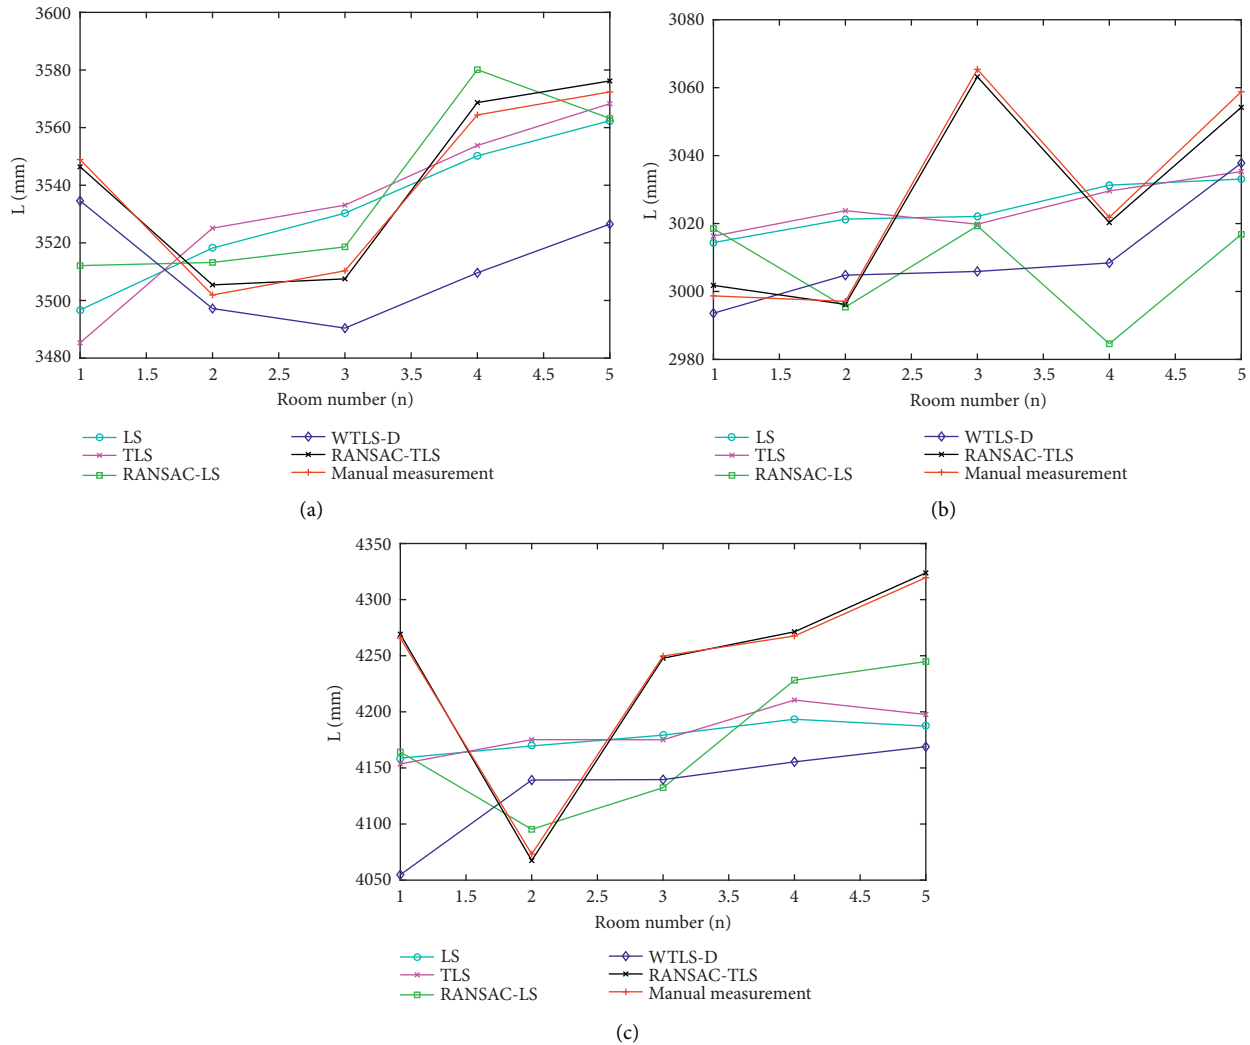 3600
3580
3560
3540
3520
3500
3480
L (mm)
1 1.5 2 2.5 3 3.5 4 4.5 5
Room number (n)
LS
TLS
RANSAC-LS
WTLS-D
RANSAC-TLS
Manual measurement
(a)
3080
3060
3040
3020
3000
2980
L (mm)
1 1.5 2 2.5 3 3.5 4 4.5 5
Room number (n)
LS
TLS
RANSAC-LS
WTLS-D
RANSAC-TLS
Manual measurement
(b)
4350
4300
4250
4200
4150
4100
4050
L (mm)
1 1.5 2 2.5 3 3.5 4 4.5 5
Room number (n)
LS
TLS
RANSAC-LS
WTLS-D
RANSAC-TLS
Manual measurement
(c)